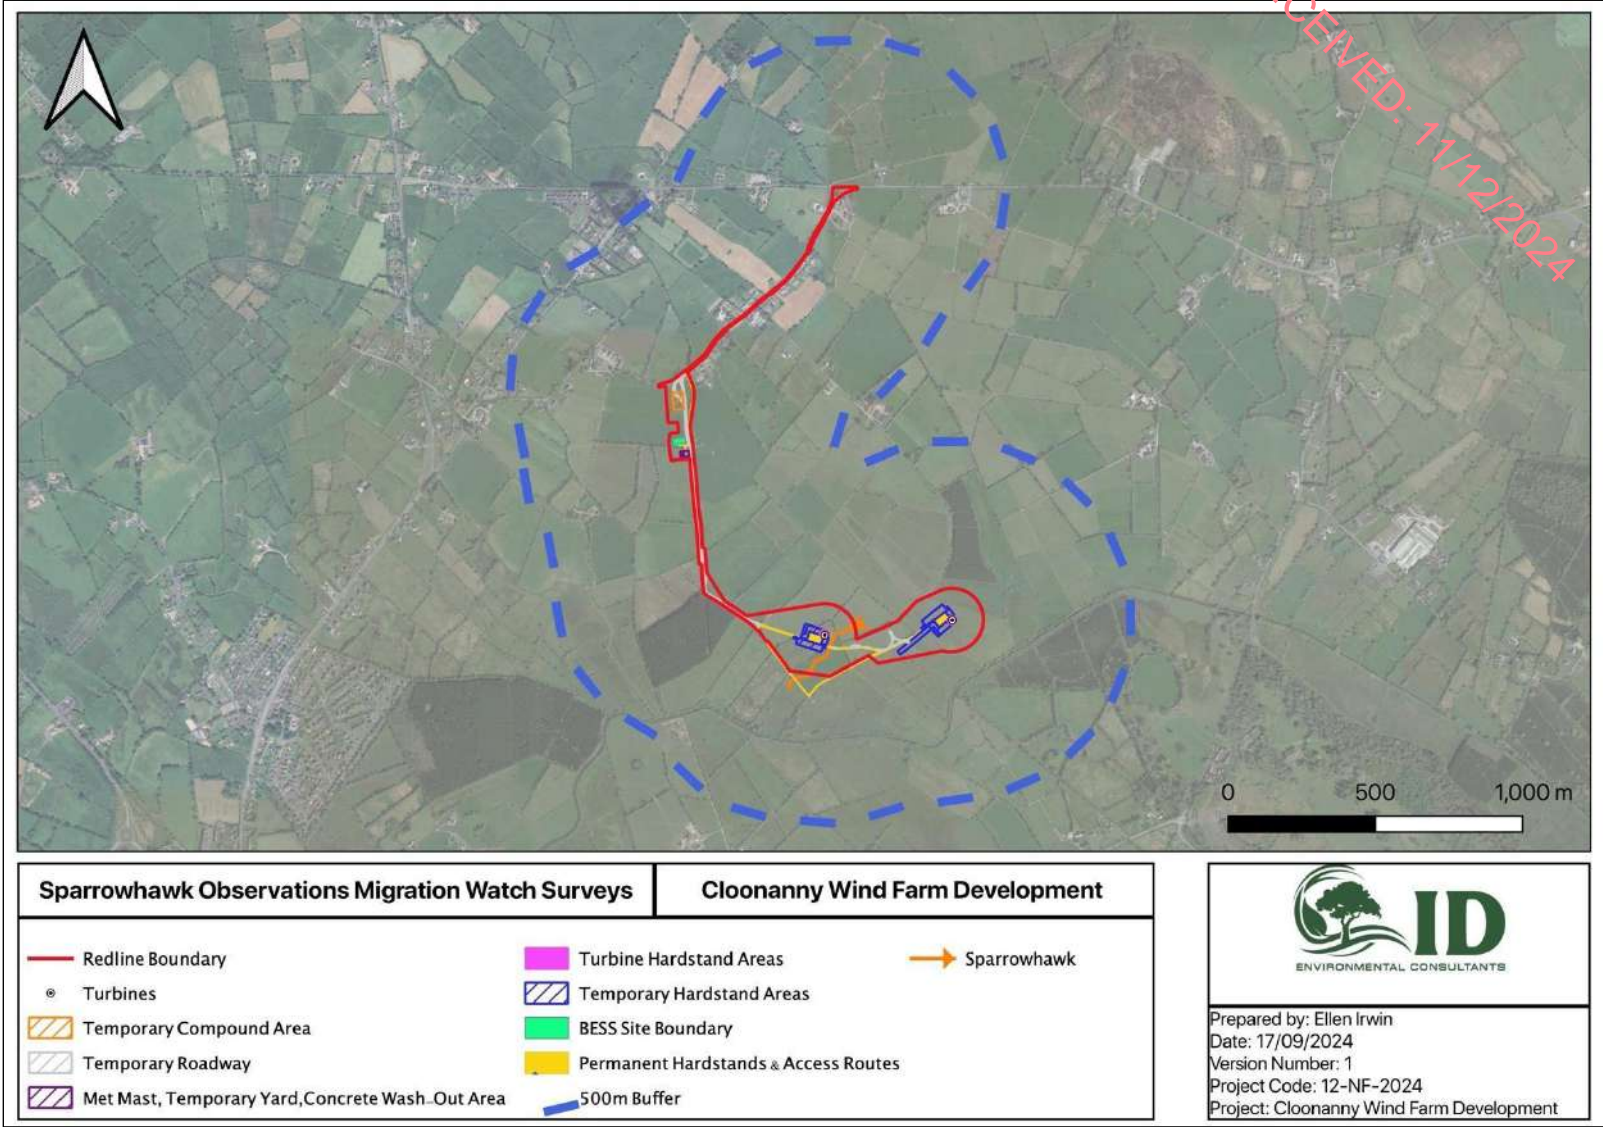 CEIVED: 11/12/2024
0 500 1,000 m
Sparrowhawk Observations Migration Watch Surveys
Cloonanny Wind Farm Development
Redline Boundary
Turbines
Temporary Compound Area
Temporary Roadway
Met Mast, Temporary Yard,Concrete Wash-Out Area
Turbine Hardstand Areas
Temporary Hardstand Areas
BESS Site Boundary
Permanent Hardstands & Access Routes
500m Buffer
Sparrowhawk
ID
ENVIRONMENTAL CONSULTANTS
Prepared by: Ellen Irwin
Date: 17/09/2024
Version Number: 1
Project Code: 12-NF-2024
Project: Cloonanny Wind Farm Development